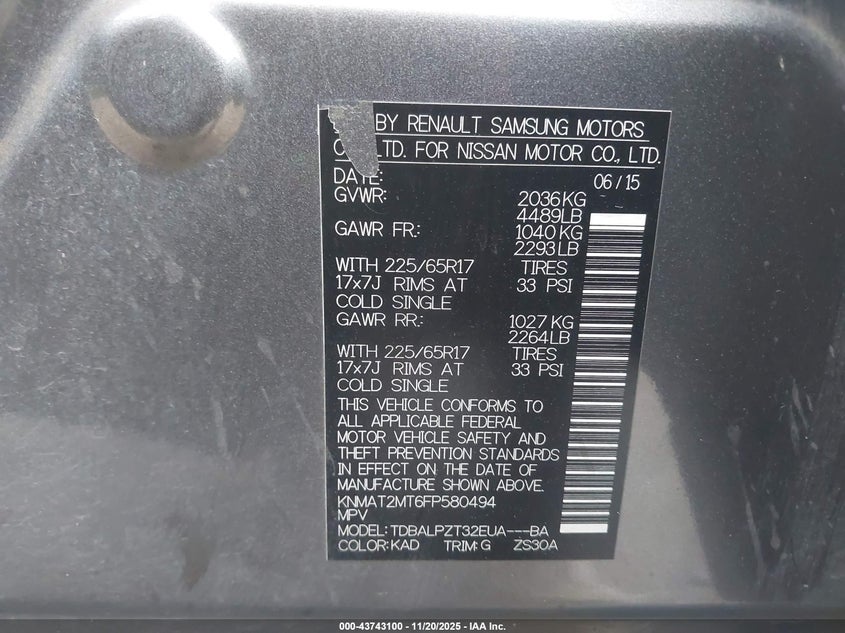 BY RENAULT SAMSUNG MOTORS
LTD. FOR NISSAN MOTOR CO., LTD.
DATE: 06/15
GVWR: 2036KG
4489LB
GAWR FR.: 1040KG
2293LB
WITH 225/65R17 TIRES
17x7J RIMS AT 33 PSI
COLD SINGLE
GAWR RR.: 1027KG
2264LB
WITH 225/65R17 TIRES
17x7J RIMS AT 33 PSI
COLD SINGLE
THIS VEHICLE CONFORMS TO
ALL APPLICABLE FEDERAL
MOTOR VEHICLE SAFETY AND
THEFT PREVENTION STANDARDS
IN EFFECT ON THE DATE OF
MANUFACTURE SHOWN ABOVE.
KNMAT2MT6FP580494
MPV
MODEL: TDBALPZT32EUA---BA
COLOR: KAD TRIM: G ZS30A
000-43743100 - 11/20/2025 - IAA Inc.